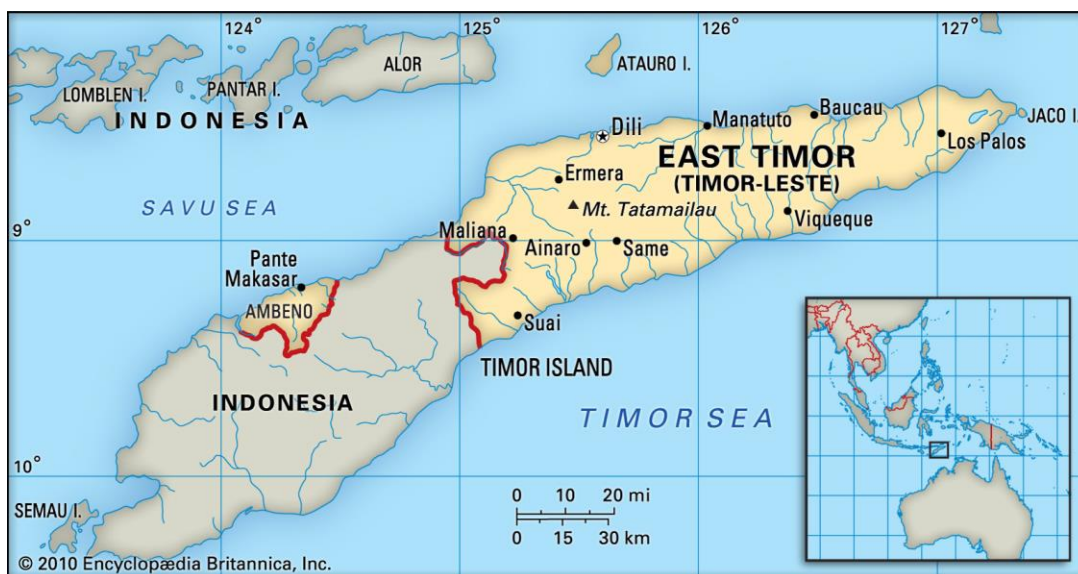 124°
125°
126°
127°
ALOR
ATAURO I.
LOMBLEN I.
PANTAR I.
INDONESIA
Dili
Manatuto
Baucau
JACO I.
Los Palos
EAST TIMOR
(TIMOR-LESTE)
Ermera
SAVU SEA
Mt. Tatamailau
Viqueque
9°
Maliana
Ainaro
Same
Pante
Makasar
AMBENO
Suai
TIMOR ISLAND
INDONESIA
TIMOR SEA
10°
0 10 20 mi
0 15 30 km
SEMAU I.
© 2010 Encyclopædia Britannica, Inc.